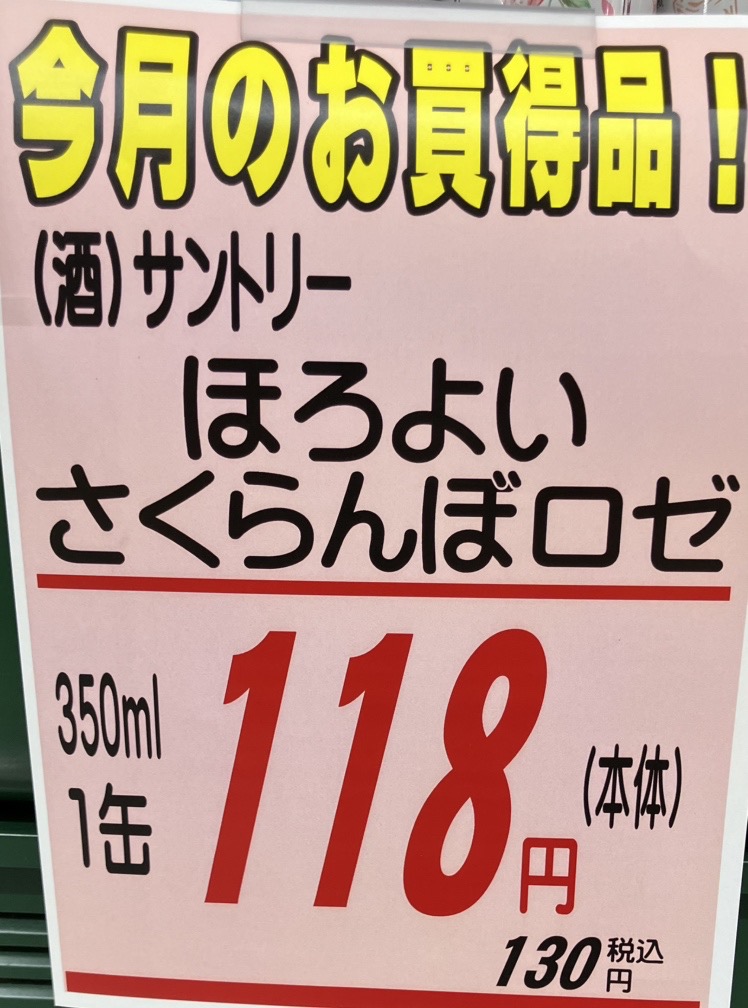 今月のお買得品！
(酒)サントリー
ほろよい
さくらんぼロゼ
350ml
1缶
118円
(本体)
130円
税込